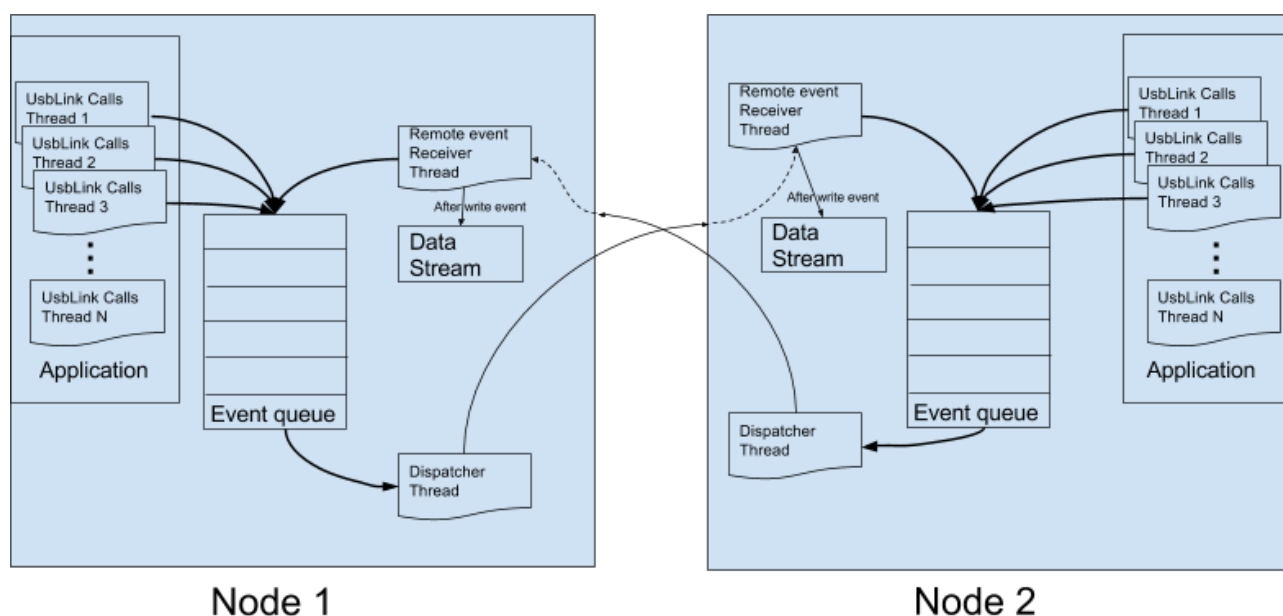 UsbLink Calls
Thread 1
UsbLink Calls
Thread 2
UsbLink Calls
Thread 3
UsbLink Calls
Thread N
Application
Remote event
Receiver
Thread
After write event
Data
Stream
Event queue
Dispatcher
Thread
Node 1
Remote event
Receiver
Thread
After write event
Data
Stream
UsbLink Calls
Thread 1
UsbLink Calls
Thread 2
UsbLink Calls
Thread 3
UsbLink Calls
Thread N
Application
Event queue
Dispatcher
Thread
Node 2